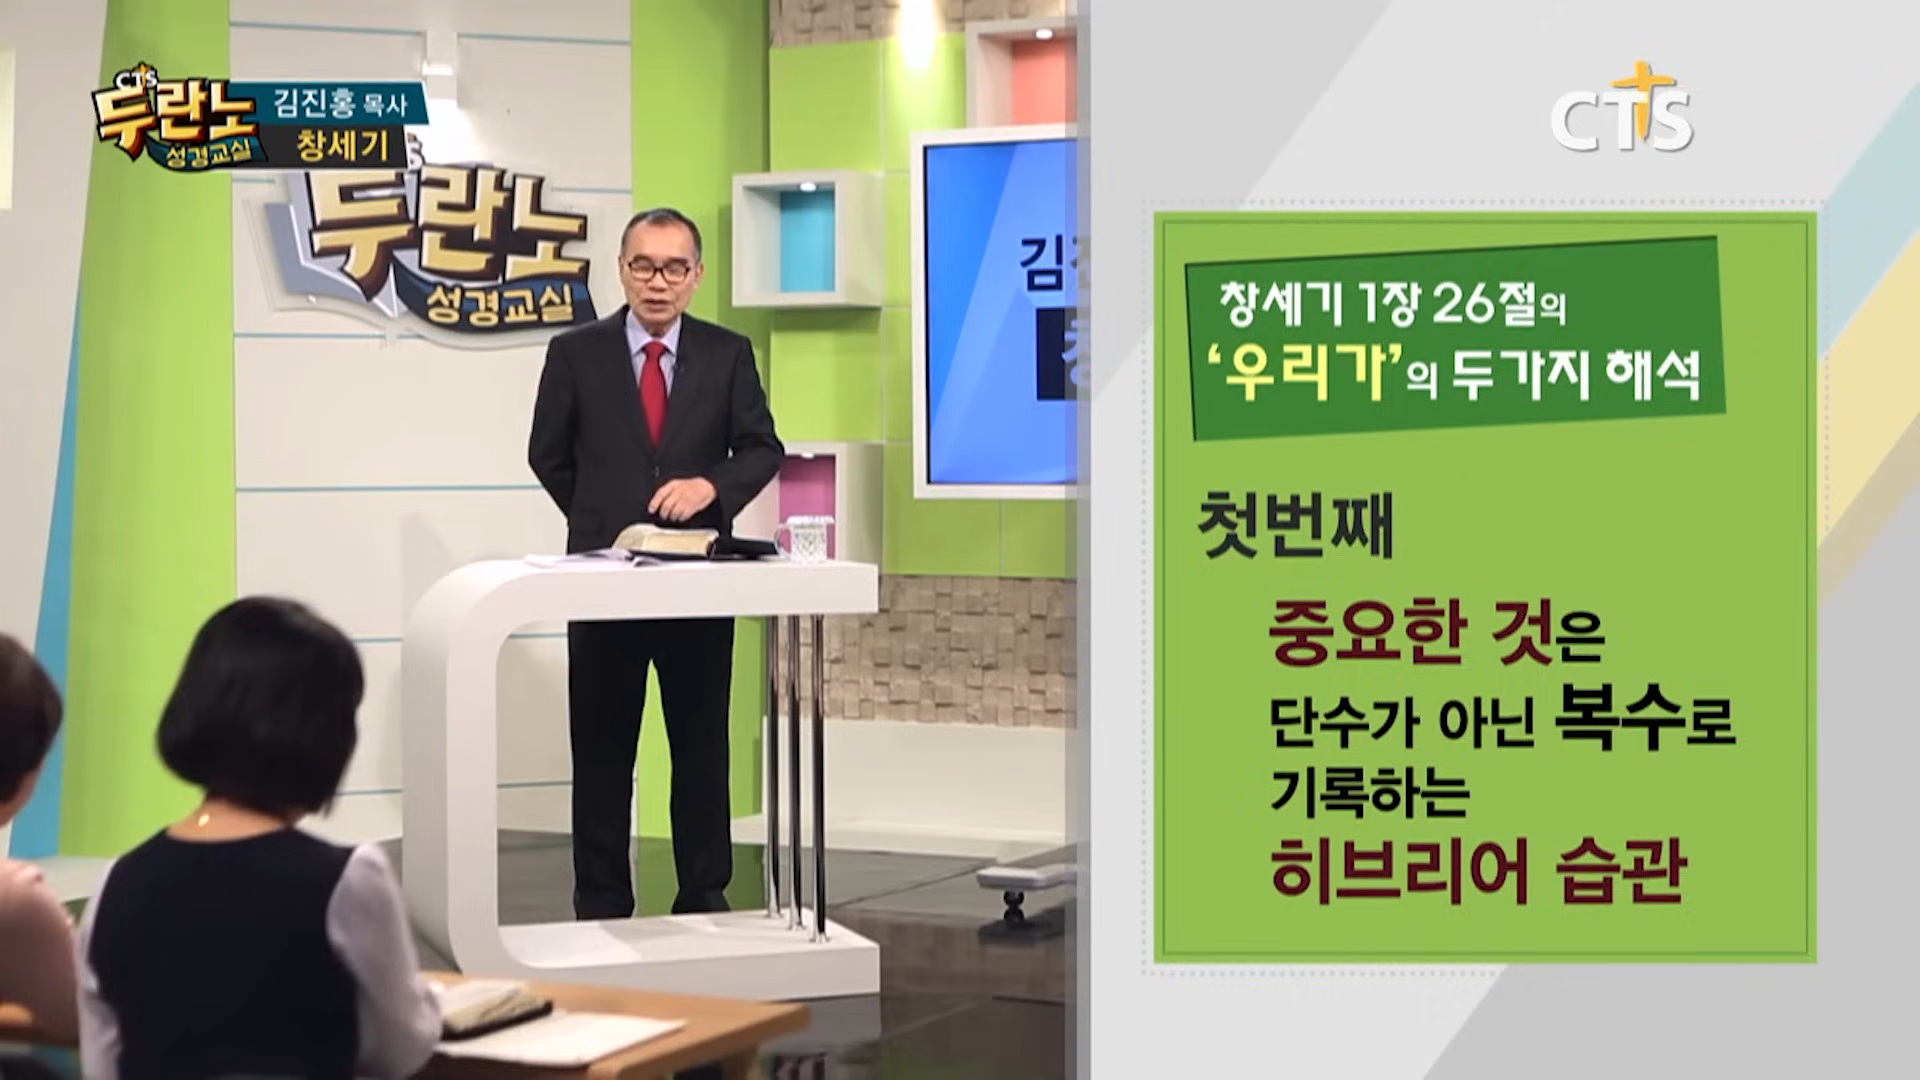 CTS
두란노
성경교실
김진홍 목사
창세기
두란노
성경교실
김
CTS
창세기 1장 26절의
‘우리가’의 두가지 해석
첫번째
중요한 것은
단수가 아닌 복수로
기록하는
히브리어 습관